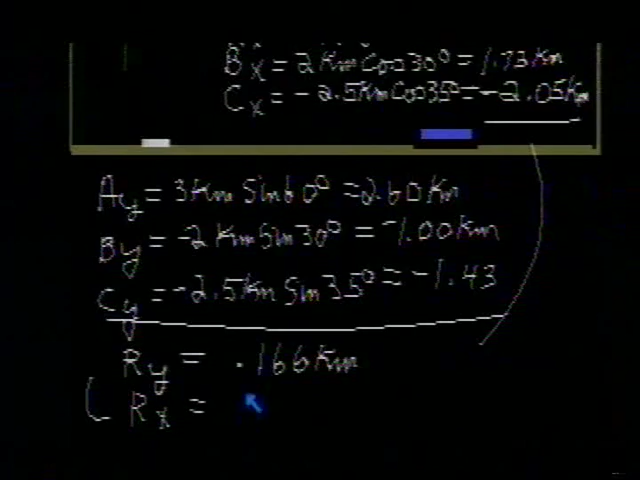 Bx = 2 Km Cos 30° = 1.73 Km
Cx = - 2.5 Km Cos 35° = - 2.05 Km
Ay = 3 Km Sin 60° = 2.60 Km
By = -2 Km Sin 30° = -1.00 Km
Cy = -2.5 Km Sin 35° = -1.43
Ry = .166 Km
( Rx =